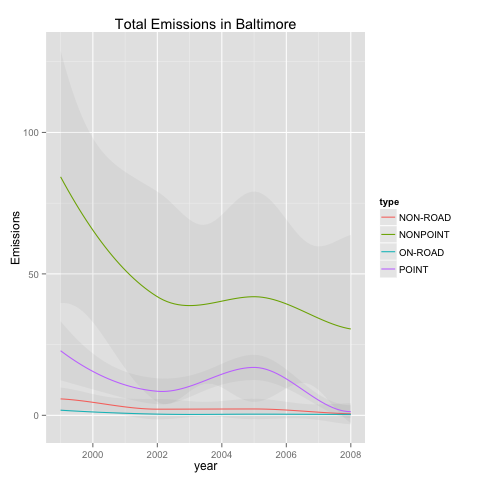 Total Emissions in Baltimore
100
50
0
Emissions
2000 2002 2004 2006 2008
year
type
NON-ROAD
NONPOINT
ON-ROAD
POINT